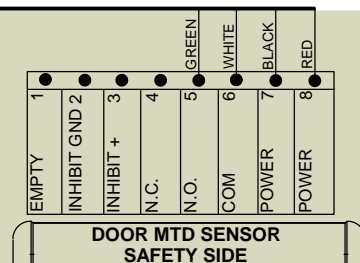 GREEN
WHITE
BLACK
RED
1 EMPTY
2 INHIBIT GND
3 INHIBIT +
4 N.C.
5 N.O.
6 COM
7 POWER
8 POWER
DOOR MTD SENSOR
SAFETY SIDE